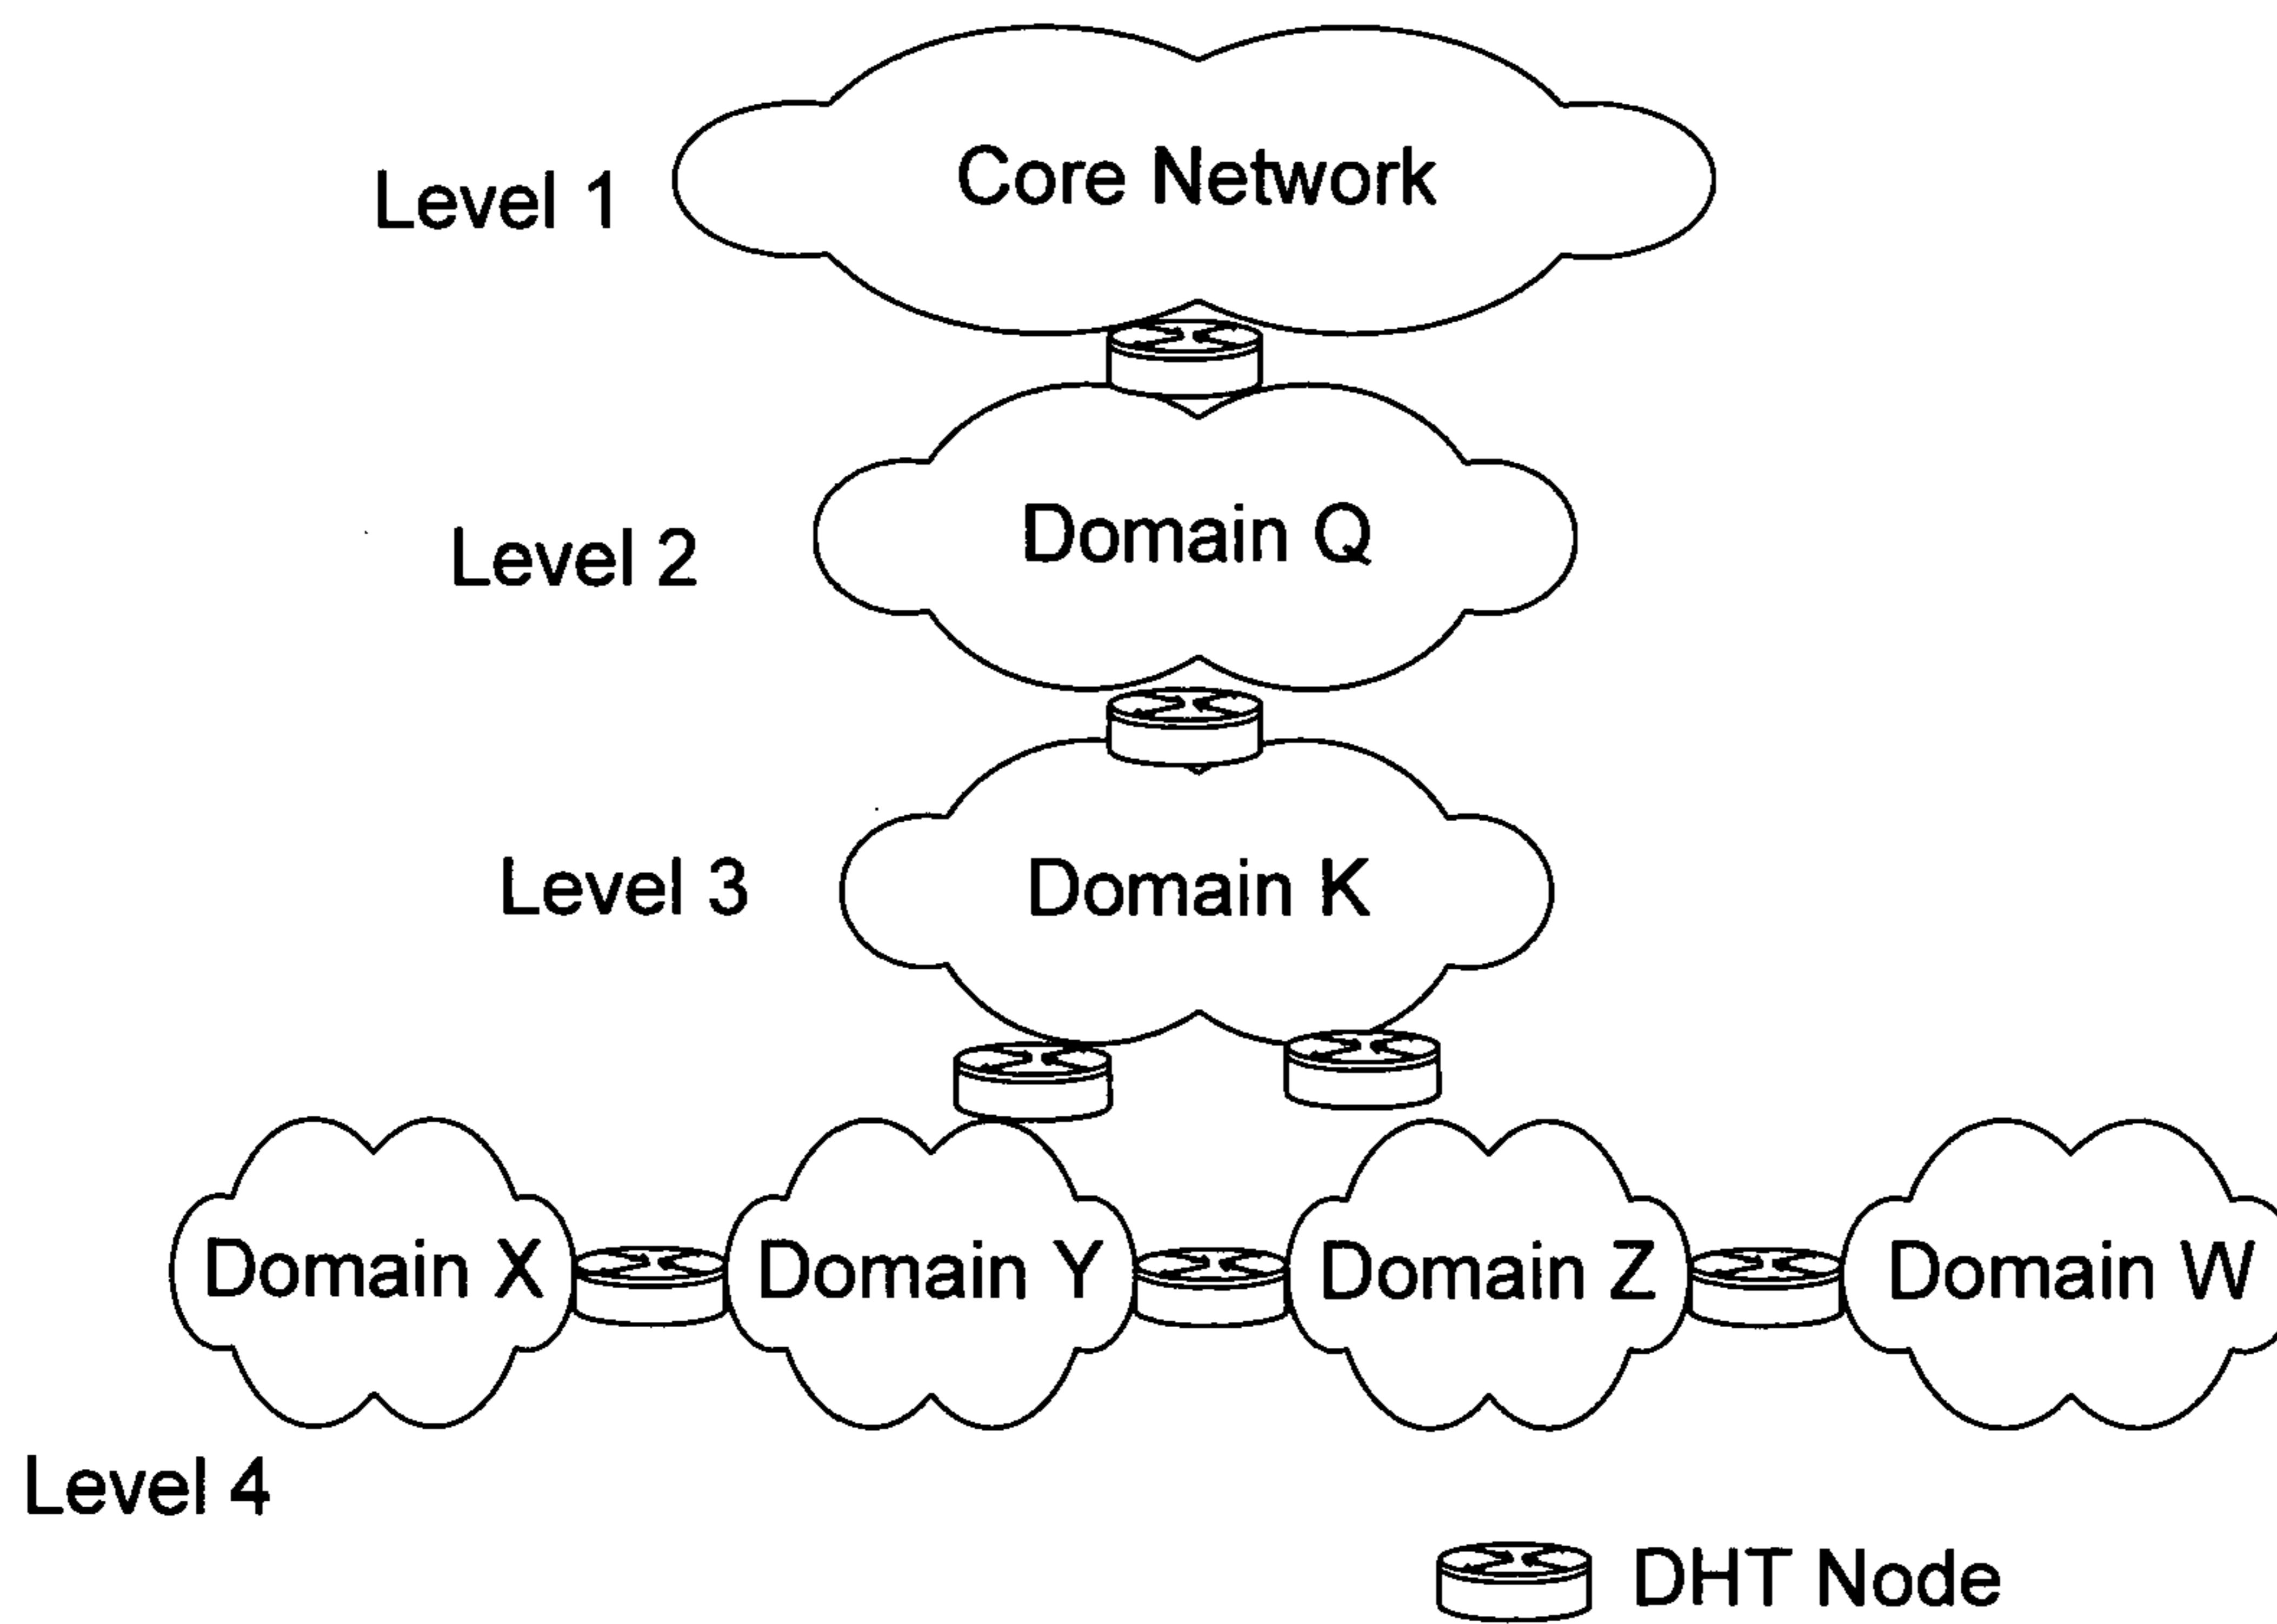 Level 1
Core Network
Level 2
Domain Q
Level 3
Domain K
Domain X
Domain Y
Domain Z
Domain W
Level 4
DHT Node